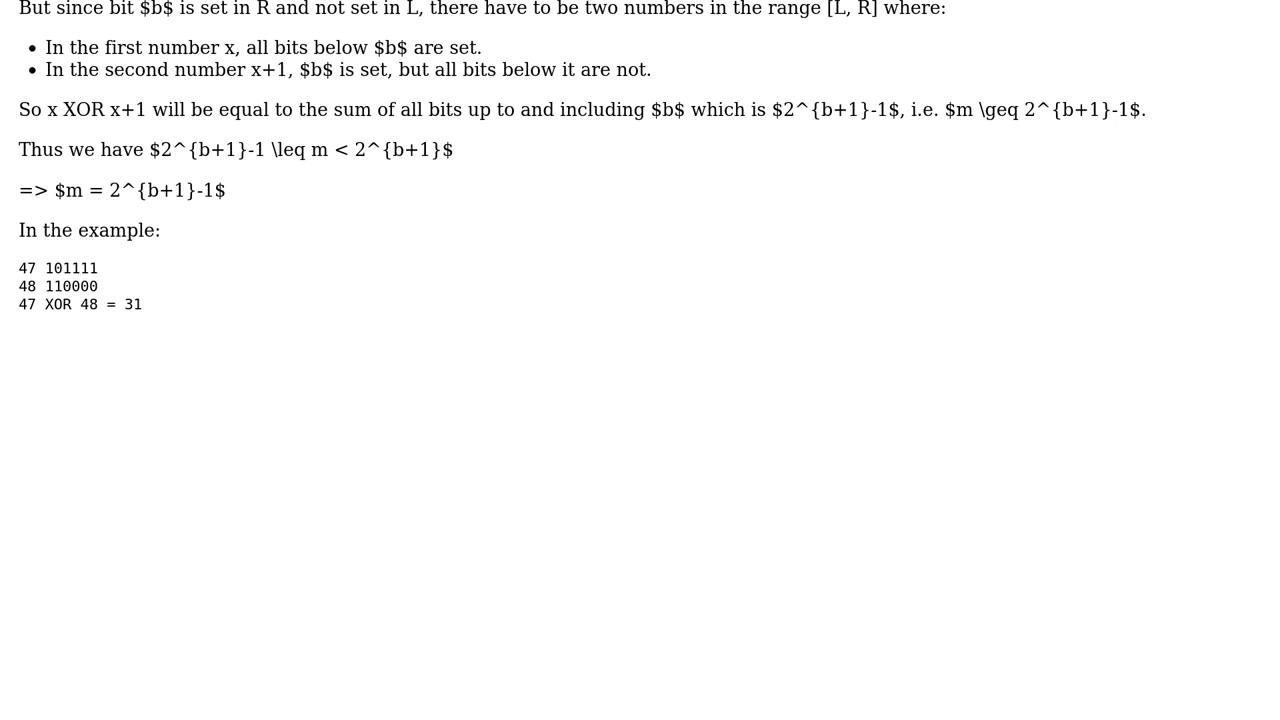 But since bit $b$ is set in R and not set in L, there have to be two numbers in the range [L, R] where:
• In the first number x, all bits below $b$ are set.
• In the second number x+1, $b$ is set, but all bits below it are not.
So x XOR x+1 will be equal to the sum of all bits up to and including $b$ which is $2^{b+1}-1$, i.e. $m \geq 2^{b+1}-1$.
Thus we have $2^{b+1}-1 \leq m < 2^{b+1}$
=> $m = 2^{b+1}-1$
In the example:
47 101111
48 110000
47 XOR 48 = 31